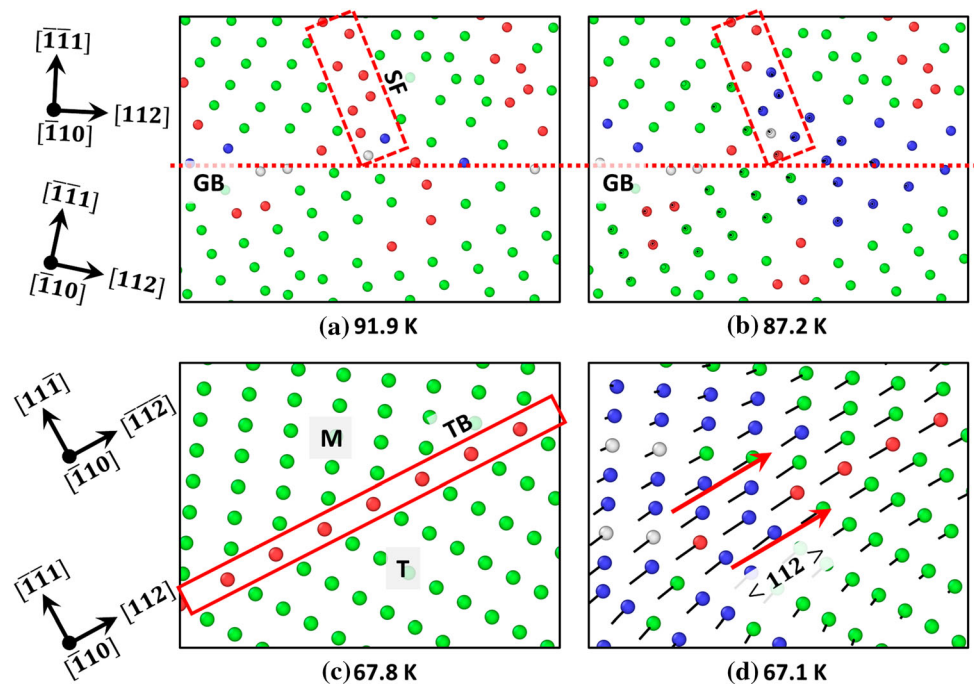 [1̄1̄1]
[112]
[1̄10]
SF
GB
[1̄1̄1]
[112]
[1̄10]
GB
(a) 91.9 K
(b) 87.2 K
[111̄]
[1̄1̄2̄]
[1̄10]
M
TB
T
[1̄1̄1]
[112]
[1̄10]
< 112 >
(c) 67.8 K
(d) 67.1 K